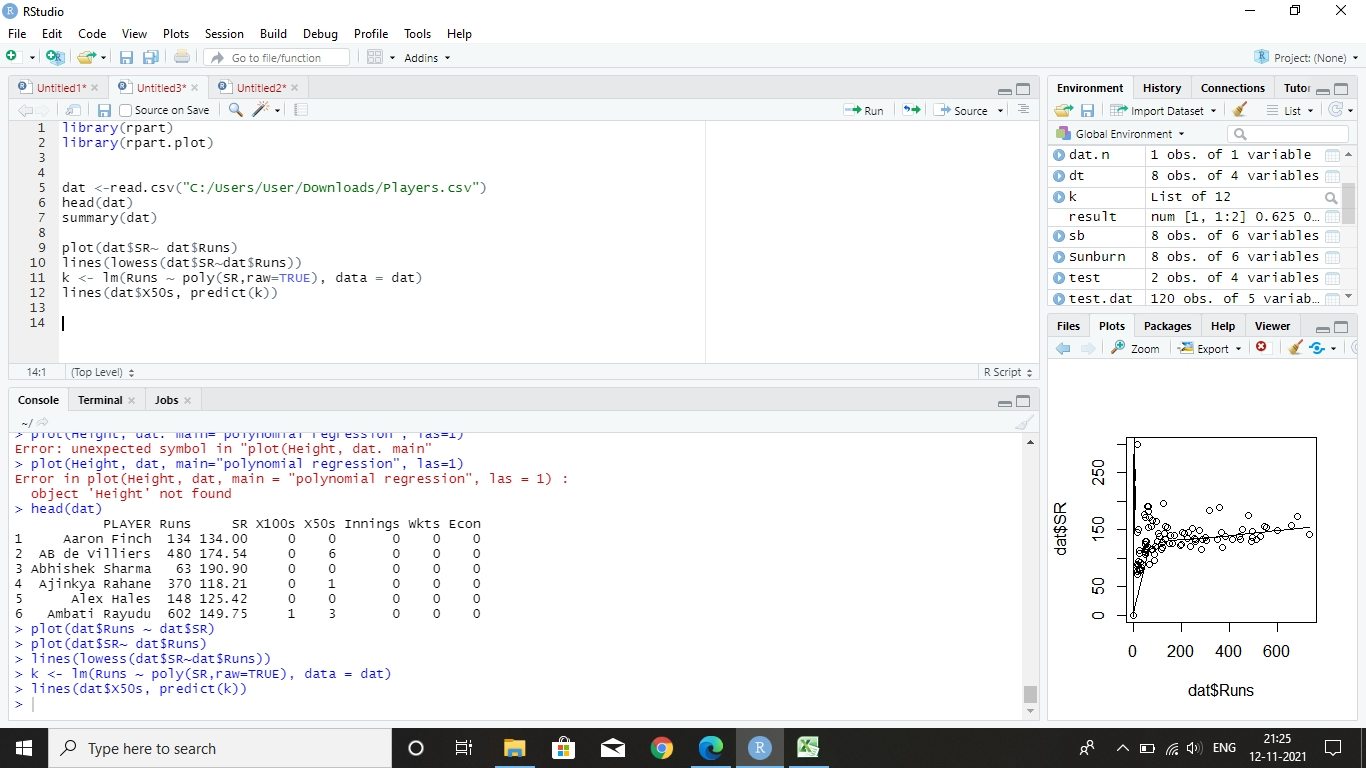 RStudio
File Edit Code View Plots Session Build Debug Profile Tools Help
Go to file/function Addins Project: (None)
Untitled1* Untitled3* Untitled2*
Source on Save Run Source
1 library(rpart)
2 library(rpart.plot)
3
4
5 dat <-read.csv("C:/Users/User/Downloads/Players.csv")
6 head(dat)
7 summary(dat)
8
9 plot(dat$SR~ dat$Runs)
10 lines(lowess(dat$SR~dat$Runs))
11 k <- lm(Runs ~ poly(SR,raw=TRUE), data = dat)
12 lines(dat$X50s, predict(k))
13
14
14:1 (Top Level) R Script
Console Terminal Jobs
~/
> plot(Height, dat. main="polynomial regression", las=1)
Error: unexpected symbol in "plot(Height, dat. main"
> plot(Height, dat, main="polynomial regression", las=1)
Error in plot(Height, dat, main = "polynomial regression", las = 1) :
object 'Height' not found
> head(dat)
PLAYER Runs SR X100s X50s Innings Wkts Econ
1 Aaron Finch 134 134.00 0 0 0 0 0
2 AB de Villiers 480 174.54 0 6 0 0 0
3 Abhishek Sharma 63 190.90 0 0 0 0 0
4 Ajinkya Rahane 370 118.21 0 1 0 0 0
5 Alex Hales 148 125.42 0 0 0 0 0
6 Ambati Rayudu 602 149.75 1 3 0 0 0
> plot(dat$Runs ~ dat$SR)
> plot(dat$SR~ dat$Runs)
> lines(lowess(dat$SR~dat$Runs))
> k <- lm(Runs ~ poly(SR,raw=TRUE), data = dat)
> lines(dat$X50s, predict(k))
>
Environment History Connections Tutor
Import Dataset List
Global Environment
dat.n 1 obs. of 1 variable
dt 8 obs. of 4 variables
k List of 12
result num [1, 1:2] 0.625 0...
sb 8 obs. of 6 variables
Sunburn 8 obs. of 6 variables
test 2 obs. of 4 variables
test.dat 120 obs. of 5 variab...
Files Plots Packages Help Viewer
Zoom Export
dat$SR
250
150
50
0
0 200 400 600
dat$Runs
Type here to search
ENG
21:25
12-11-2021